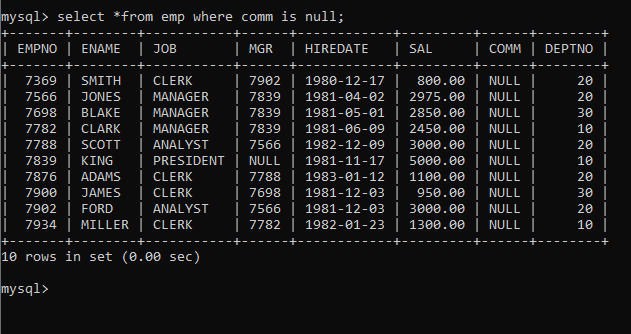 mysql> select *from emp where comm is null;
+-------+--------+-----------+------+------------+---------+------+--------+
| EMPNO | ENAME  | JOB       | MGR  | HIREDATE   | SAL     | COMM | DEPTNO |
+-------+--------+-----------+------+------------+---------+------+--------+
|  7369 | SMITH  | CLERK     | 7902 | 1980-12-17 |  800.00 | NULL |     20 |
|  7566 | JONES  | MANAGER   | 7839 | 1981-04-02 | 2975.00 | NULL |     20 |
|  7698 | BLAKE  | MANAGER   | 7839 | 1981-05-01 | 2850.00 | NULL |     30 |
|  7782 | CLARK  | MANAGER   | 7839 | 1981-06-09 | 2450.00 | NULL |     10 |
|  7788 | SCOTT  | ANALYST   | 7566 | 1982-12-09 | 3000.00 | NULL |     20 |
|  7839 | KING   | PRESIDENT | NULL | 1981-11-17 | 5000.00 | NULL |     10 |
|  7876 | ADAMS  | CLERK     | 7788 | 1983-01-12 | 1100.00 | NULL |     20 |
|  7900 | JAMES  | CLERK     | 7698 | 1981-12-03 |  950.00 | NULL |     30 |
|  7902 | FORD   | ANALYST   | 7566 | 1981-12-03 | 3000.00 | NULL |     20 |
|  7934 | MILLER | CLERK     | 7782 | 1982-01-23 | 1300.00 | NULL |     10 |
+-------+--------+-----------+------+------------+---------+------+--------+
10 rows in set (0.00 sec)
mysql>